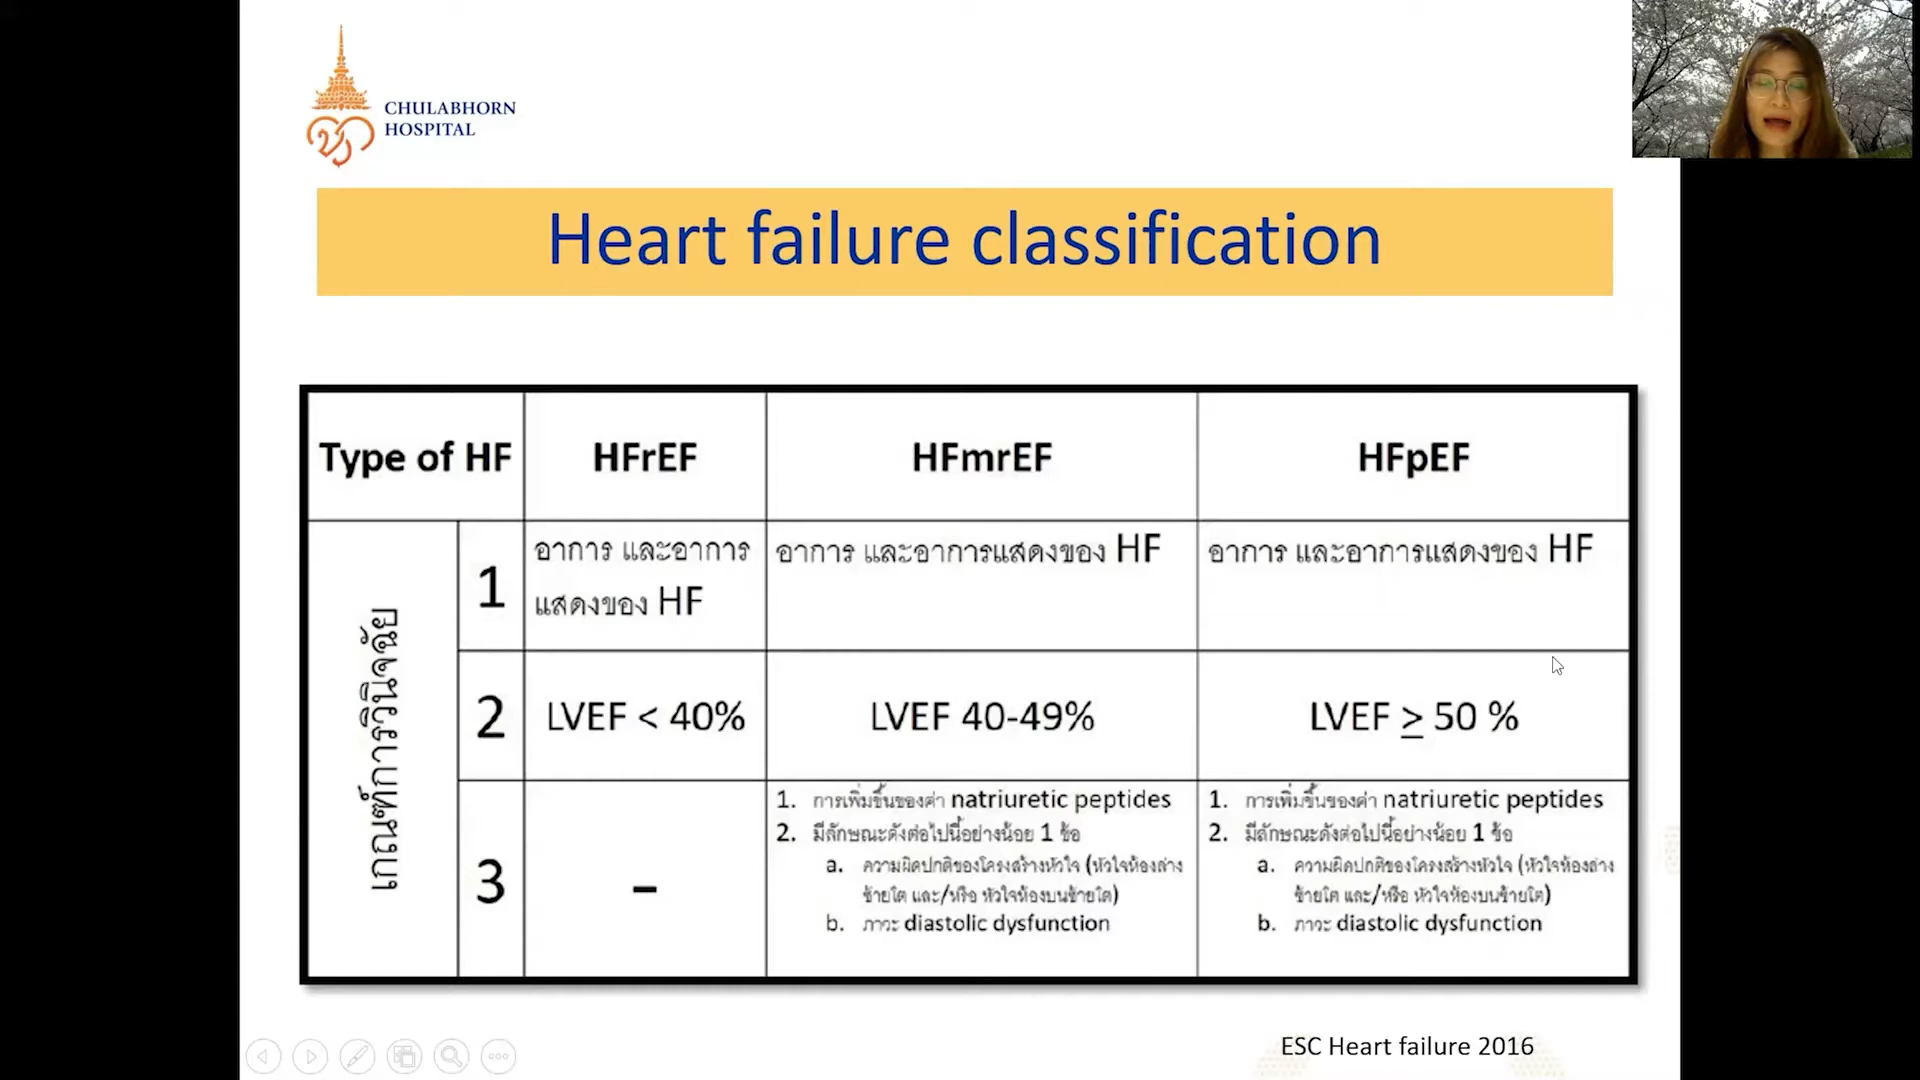 CHULABHORN
HOSPITAL
Heart failure classification
Type of HF
HFrEF
HFmrEF
HFpEF
เกณฑ์การวินิจฉัย
1
อาการ และอาการ
แสดงของ HF
อาการ และอาการแสดงของ HF
อาการ และอาการแสดงของ HF
2
LVEF < 40%
LVEF 40-49%
LVEF ≥ 50 %
3
-
1. การเพิ่มขึ้นของค่า natriuretic peptides
2. มีลักษณะดังต่อไปนี้อย่างน้อย 1 ข้อ
a. ความผิดปกติของโครงสร้างหัวใจ (หัวใจห้องล่าง
ซ้ายโต และ/หรือ หัวใจห้องบนซ้ายโต)
b. ภาวะ diastolic dysfunction
1. การเพิ่มขึ้นของค่า natriuretic peptides
2. มีลักษณะดังต่อไปนี้อย่างน้อย 1 ข้อ
a. ความผิดปกติของโครงสร้างหัวใจ (หัวใจห้องล่าง
ซ้ายโต และ/หรือ หัวใจห้องบนซ้ายโต)
b. ภาวะ diastolic dysfunction
ESC Heart failure 2016